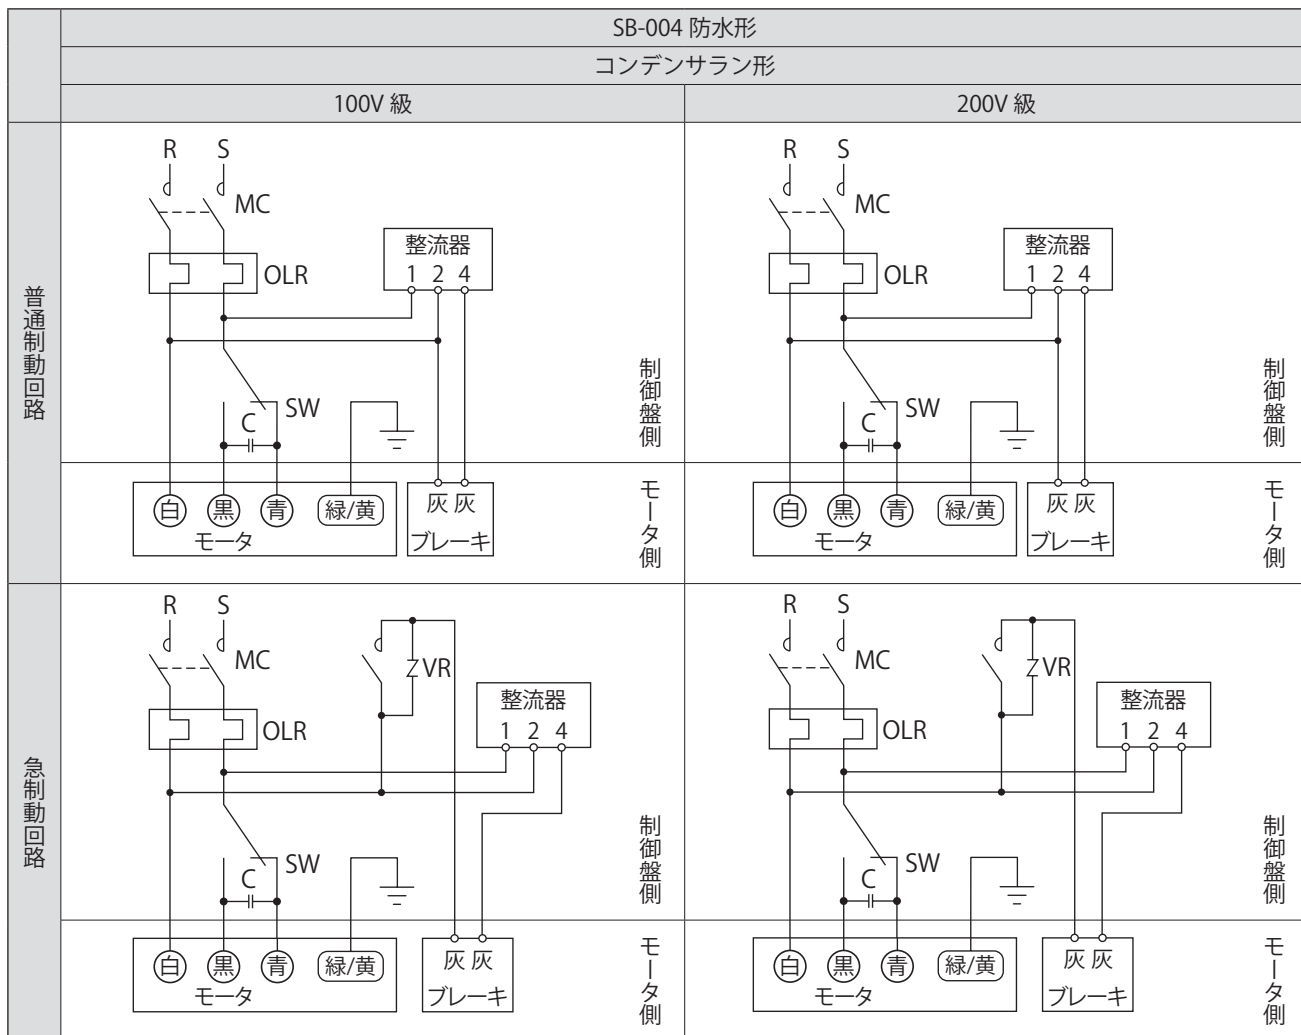 SB-004 防水形
コンデンサラン形
100V 級
200V 級
普通制動回路
R S
MC
整流器
1 2 4
OLR
SW
C
制御盤側
白 黒 青 緑/黄
モータ
灰 灰
ブレーキ
モータ側
R S
MC
整流器
1 2 4
OLR
SW
C
制御盤側
白 黒 青 緑/黄
モータ
灰 灰
ブレーキ
モータ側
急制動回路
R S
MC
VR
整流器
1 2 4
OLR
SW
C
制御盤側
白 黒 青 緑/黄
モータ
灰 灰
ブレーキ
モータ側
R S
MC
VR
整流器
1 2 4
OLR
SW
C
制御盤側
白 黒 青 緑/黄
モータ
灰 灰
ブレーキ
モータ側